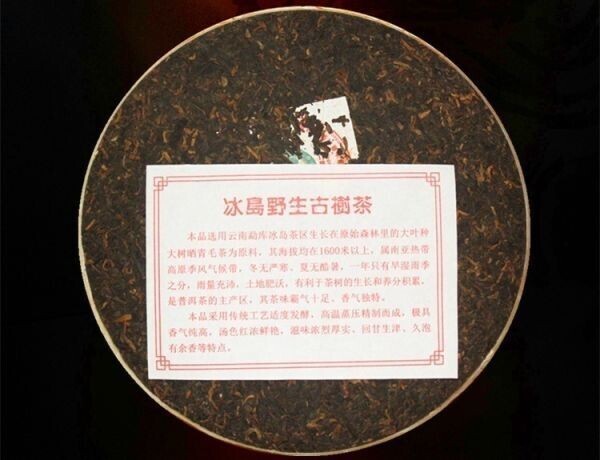 冰島野生古樹茶
本品选用云南勐库冰岛茶区生长在原始森林里的大叶种
大树晒青毛茶为原料，其海拔均在1600米以上，属南亚热带
高原季风气候带，冬无严寒、夏无酷暑，一年只有旱湿雨季
之分，雨量充沛，土地肥沃，有利于茶树的生长和养分积累，
是普洱茶的主产区，其茶味霸气十足、香气独特。
本品采用传统工艺适度发酵，高温蒸压精制而成，极具
香气纯高，汤色红浓鲜艳，滋味浓烈厚实、回甘生津、久泡
有余香等特点。